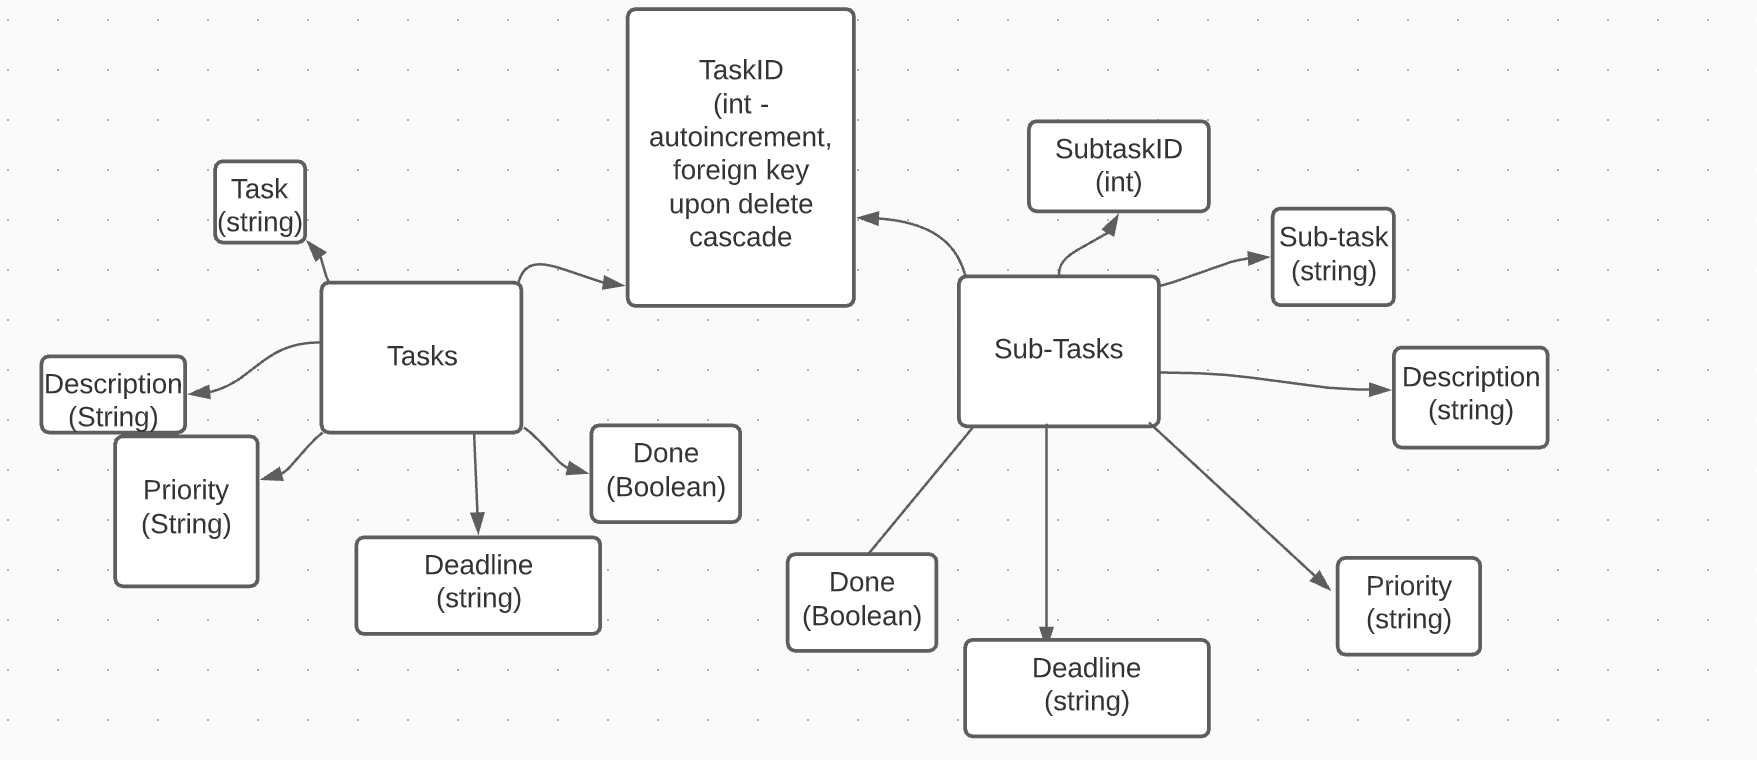 TaskID
(int -
autoincrement,
foreign key
upon delete
cascade
Task
(string)
Tasks
Description
(String)
Priority
(String)
Deadline
(string)
Done
(Boolean)
SubtaskID
(int)
Sub-task
(string)
Sub-Tasks
Description
(string)
Done
(Boolean)
Deadline
(string)
Priority
(string)